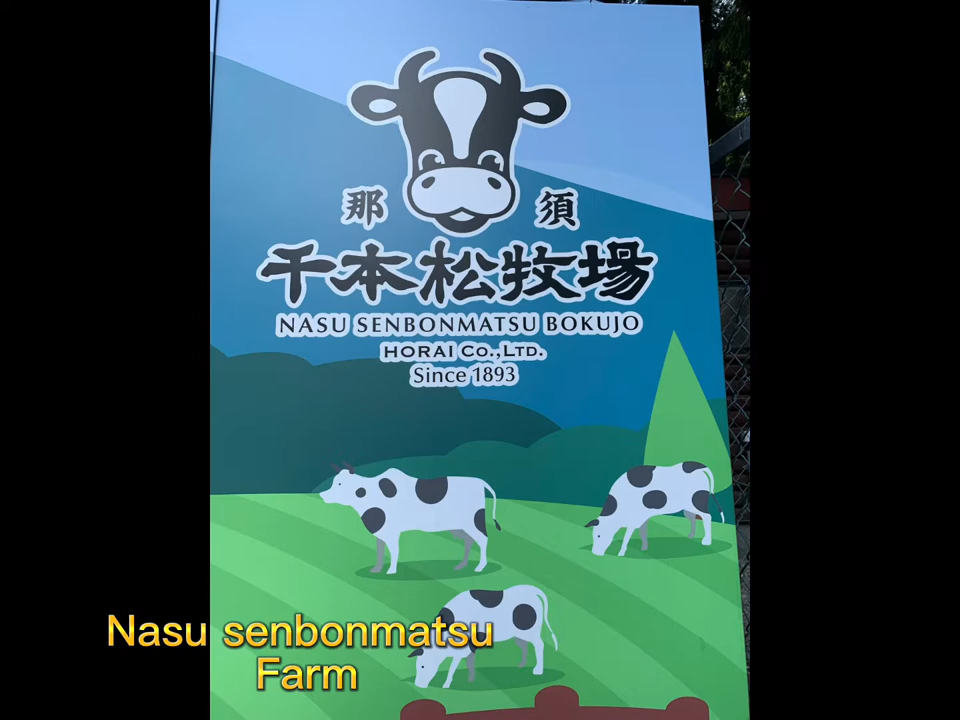 那 須
千本松牧場
NASU SENBONMATSU BOKUJO
HORAI CO.,LTD.
Since 1893
Nasu senbonmatsu
Farm